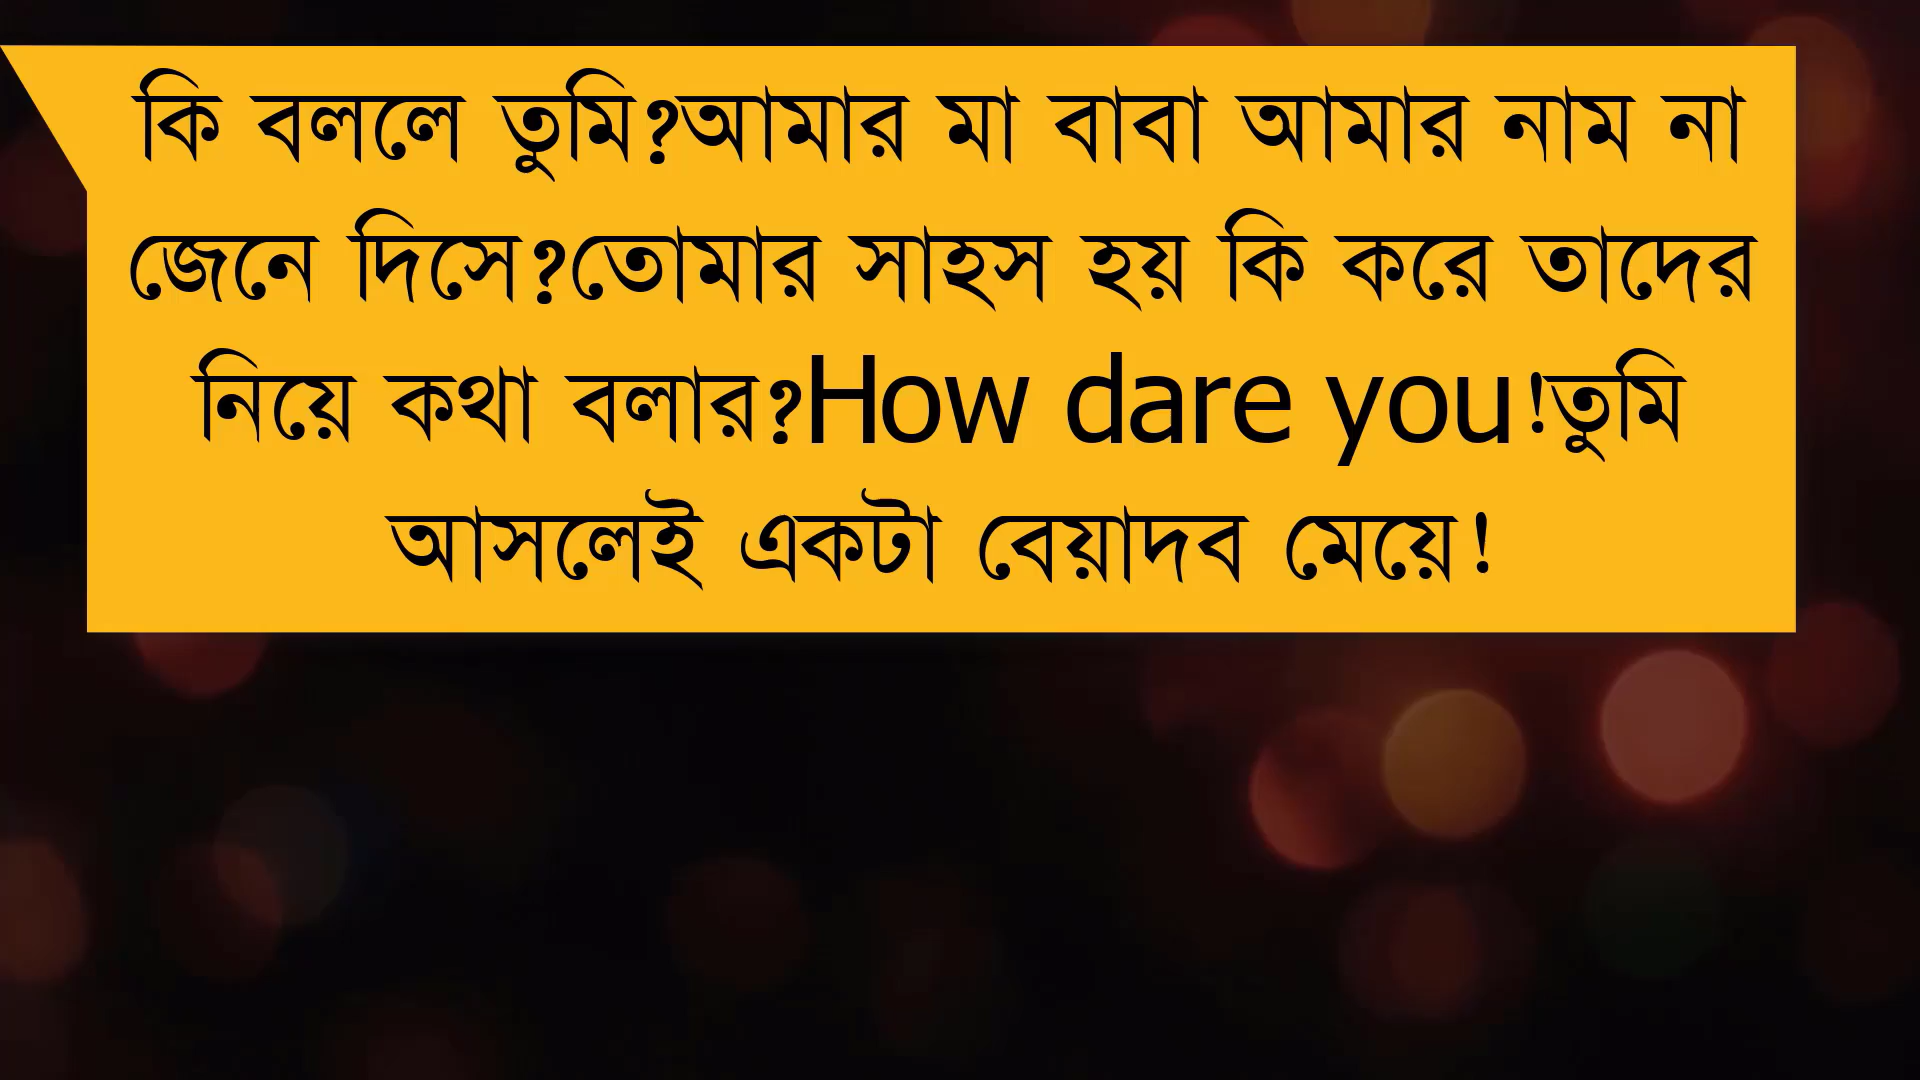 কি বললে তুমি?আমার মা বাবা আমার নাম না
জেনে দিসে?তোমার সাহস হয় কি করে তাদের
নিয়ে কথা বলার?How dare you!তুমি
আসলেই একটা বেয়াদব মেয়ে!